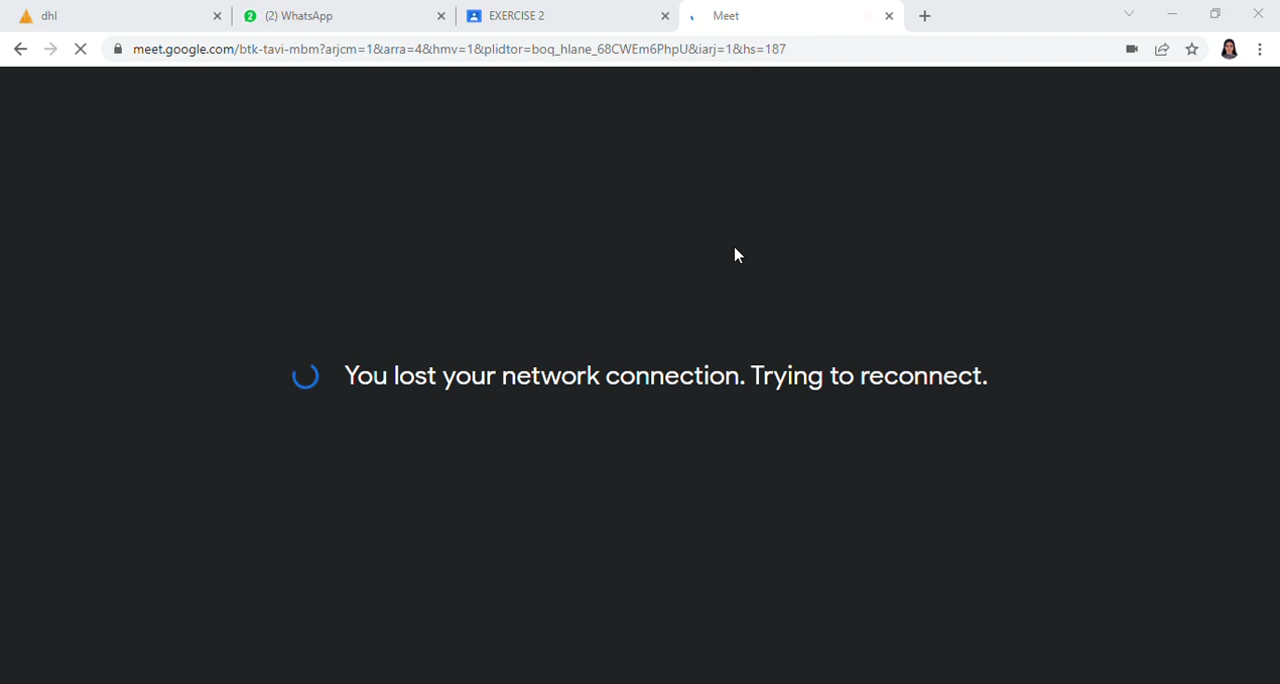 dhl
2 (2) WhatsApp
EXERCISE 2
Meet
meet.google.com/btk-tavi-mbm?arjcm=1&arra=4&hmv=1&plidtor=boq_hlane_68CWEm6PhpU&iarj=1&hs=187
You lost your network connection. Trying to reconnect.